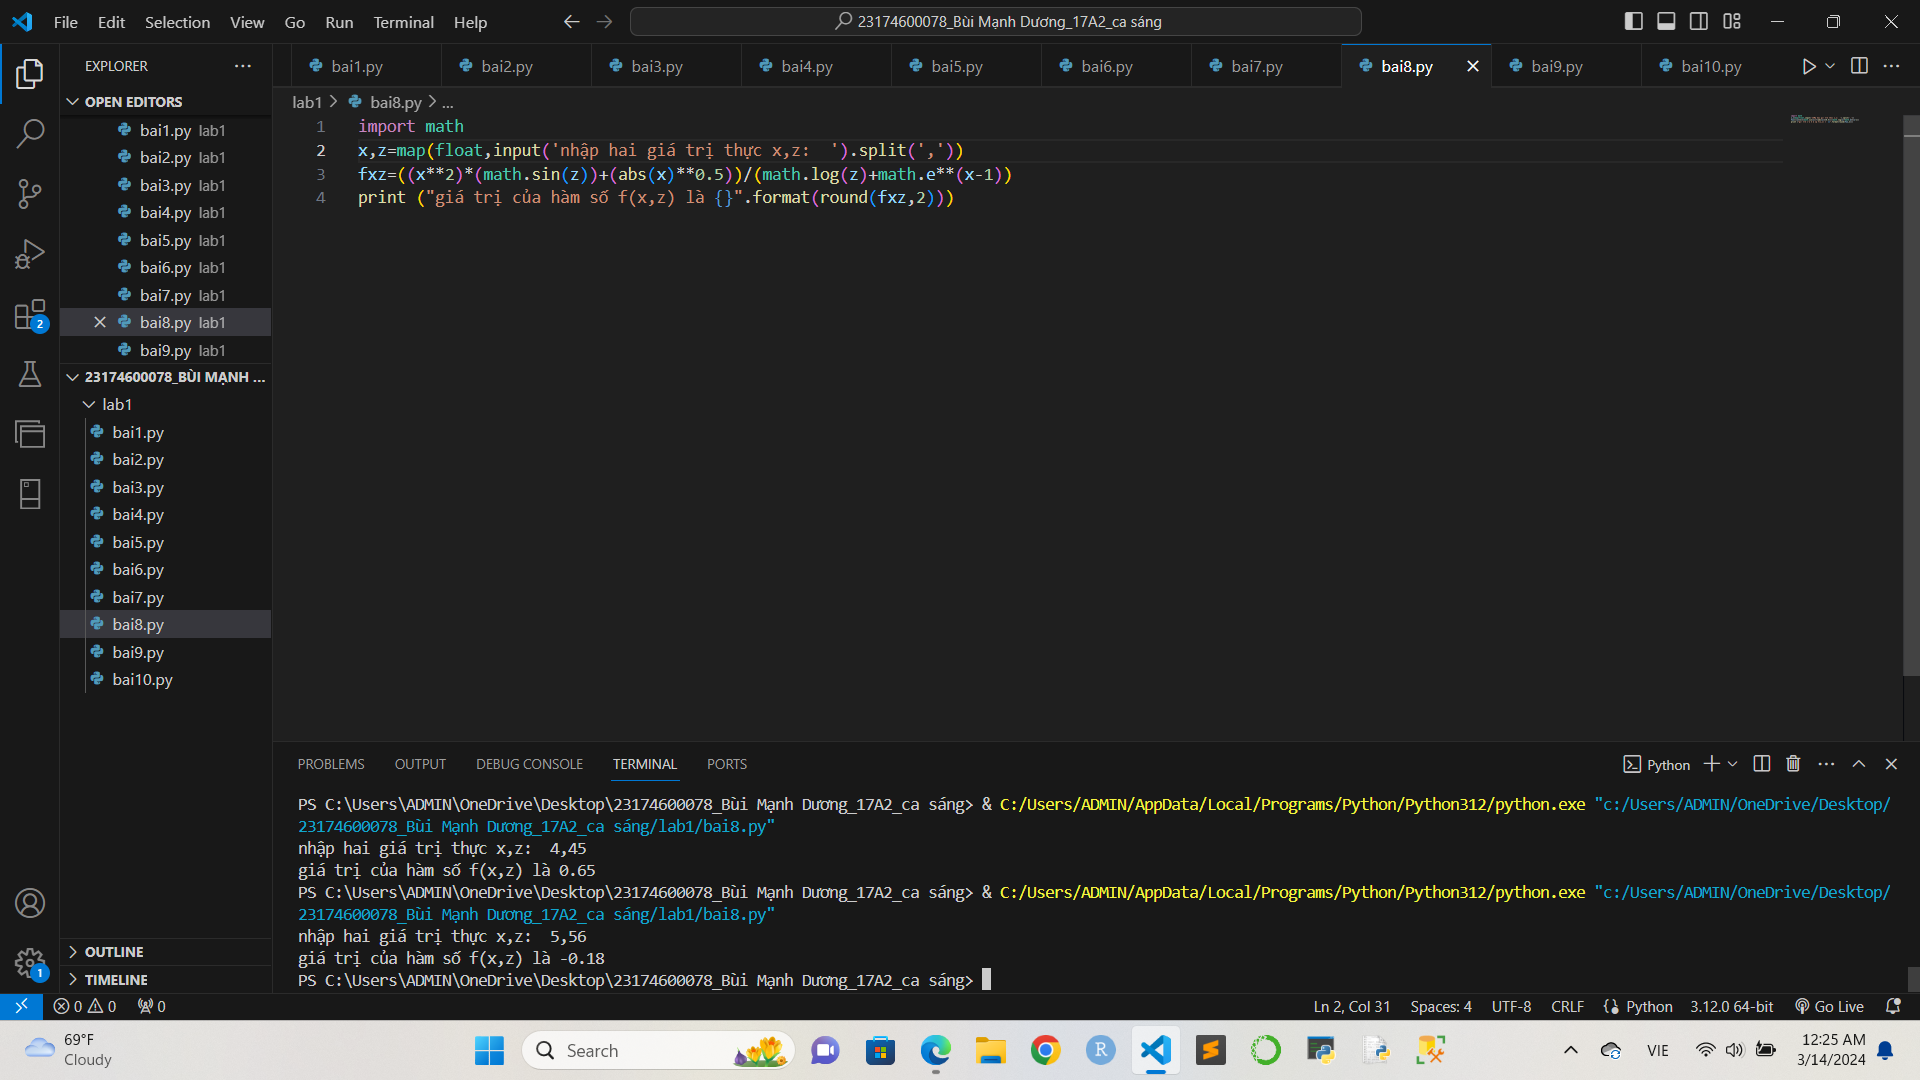 File Edit Selection View Go Run Terminal Help
23174600078_Bùi Mạnh Dương_17A2_ca sáng
EXPLORER
OPEN EDITORS
bai1.py lab1
bai2.py lab1
bai3.py lab1
bai4.py lab1
bai5.py lab1
bai6.py lab1
bai7.py lab1
bai8.py lab1
bai9.py lab1
23174600078_BÙI MẠNH ...
lab1
bai1.py
bai2.py
bai3.py
bai4.py
bai5.py
bai6.py
bai7.py
bai8.py
bai9.py
bai10.py
OUTLINE
TIMELINE
2
1
bai1.py bai2.py bai3.py bai4.py bai5.py bai6.py bai7.py bai8.py bai9.py bai10.py
lab1 > bai8.py > ...
1 import math
2 x,z=map(float,input('nhập hai giá trị thực x,z:  ').split(','))
3 fxz=((x**2)*(math.sin(z))+(abs(x)**0.5))/(math.log(z)+math.e**(x-1))
4 print ("giá trị của hàm số f(x,z) là {}".format(round(fxz,2)))
PROBLEMS OUTPUT DEBUG CONSOLE TERMINAL PORTS
Python
PS C:\Users\ADMIN\OneDrive\Desktop\23174600078_Bùi Mạnh Dương_17A2_ca sáng> & C:/Users/ADMIN/AppData/Local/Programs/Python/Python312/python.exe "c:/Users/ADMIN/OneDrive/Desktop/
23174600078_Bùi Mạnh Dương_17A2_ca sáng/lab1/bai8.py"
nhập hai giá trị thực x,z:  4,45
giá trị của hàm số f(x,z) là 0.65
PS C:\Users\ADMIN\OneDrive\Desktop\23174600078_Bùi Mạnh Dương_17A2_ca sáng> & C:/Users/ADMIN/AppData/Local/Programs/Python/Python312/python.exe "c:/Users/ADMIN/OneDrive/Desktop/
23174600078_Bùi Mạnh Dương_17A2_ca sáng/lab1/bai8.py"
nhập hai giá trị thực x,z:  5,56
giá trị của hàm số f(x,z) là -0.18
PS C:\Users\ADMIN\OneDrive\Desktop\23174600078_Bùi Mạnh Dương_17A2_ca sáng>
0 0 0 Ln 2, Col 31 Spaces: 4 UTF-8 CRLF Python 3.12.0 64-bit Go Live
69°F
Cloudy
Search
R
VIE
12:25 AM
3/14/2024